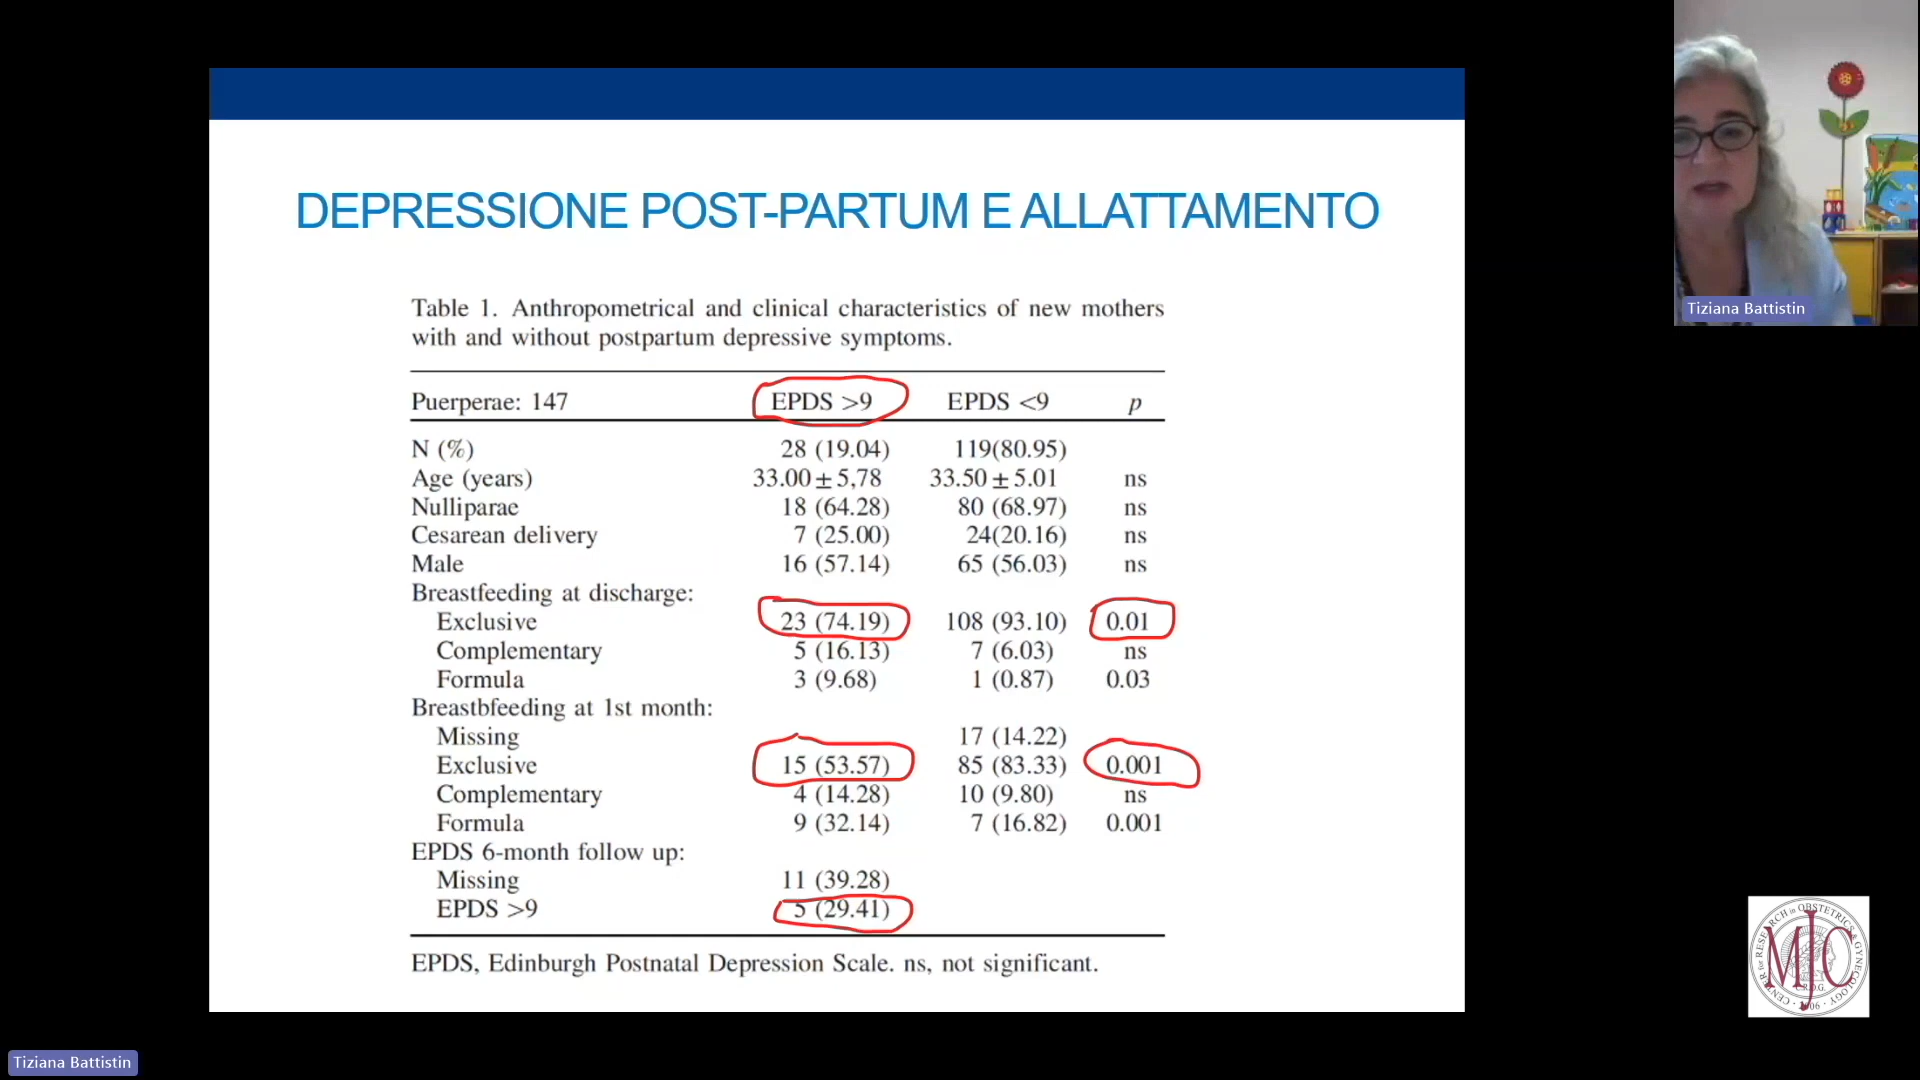 DEPRESSIONE POST-PARTUM E ALLATTAMENTO
Table 1. Anthropometrical and clinical characteristics of new mothers
with and without postpartum depressive symptoms.
Puerperae: 147 EPDS >9 EPDS <9 p
N (%) 28 (19.04) 119(80.95)
Age (years) 33.00±5,78 33.50±5.01 ns
Nulliparae 18 (64.28) 80 (68.97) ns
Cesarean delivery 7 (25.00) 24(20.16) ns
Male 16 (57.14) 65 (56.03) ns
Breastfeeding at discharge:
Exclusive 23 (74.19) 108 (93.10) 0.01
Complementary 5 (16.13) 7 (6.03) ns
Formula 3 (9.68) 1 (0.87) 0.03
Breastbfeeding at 1st month:
Missing 17 (14.22)
Exclusive 15 (53.57) 85 (83.33) 0.001
Complementary 4 (14.28) 10 (9.80) ns
Formula 9 (32.14) 7 (16.82) 0.001
EPDS 6-month follow up:
Missing 11 (39.28)
EPDS >9 5 (29.41)
EPDS, Edinburgh Postnatal Depression Scale. ns, not significant.
Tiziana Battistin
CENTER for RESEARCH in OBSTETRICS & GYNECOLOGY
MJC
Tiziana Battistin